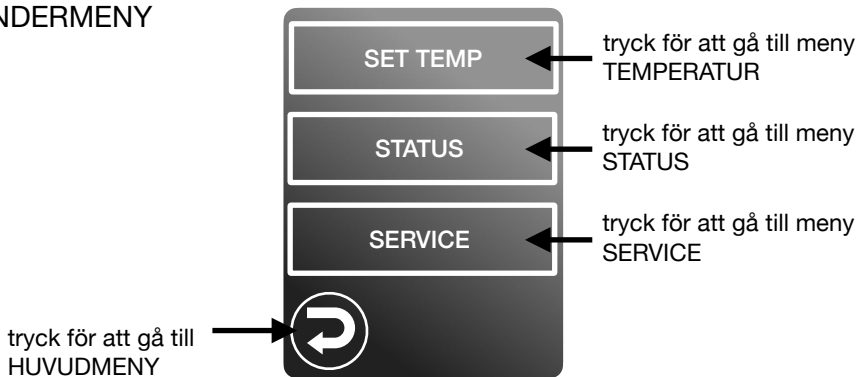 NDERMENY
SET TEMP
tryck för att gå till meny
TEMPERATUR
STATUS
tryck för att gå till meny
STATUS
SERVICE
tryck för att gå till meny
SERVICE
tryck för att gå till
HUVUDMENY